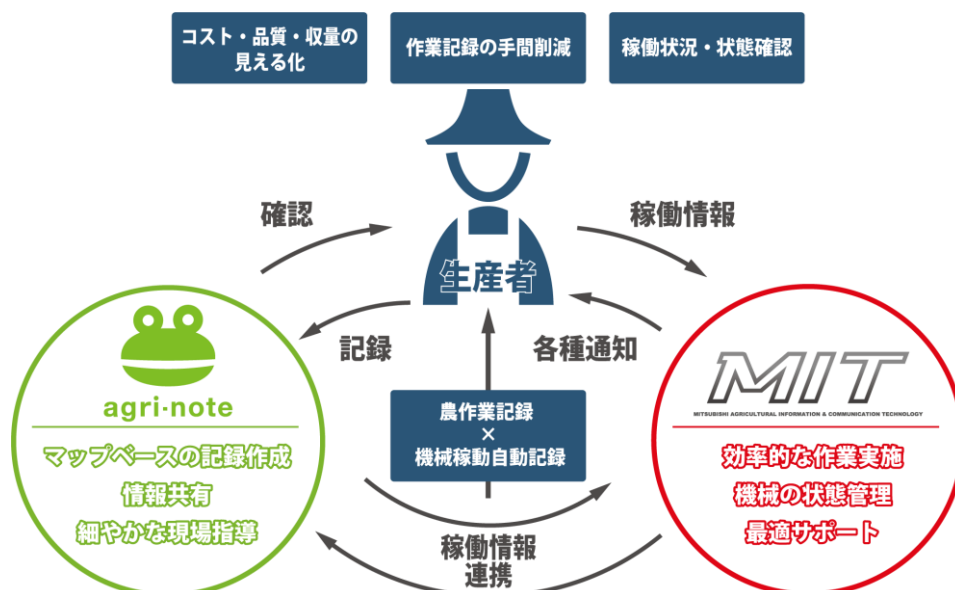 コスト・品質・収量の
見える化
作業記録の手間削減
稼働状況・状態確認
確認
稼働情報
生産者
記録
各種通知
agri-note
マップベースの記録作成
情報共有
細やかな現場指導
農作業記録
×
機械稼動自動記録
MIT
MITSUBISHI AGRICULTURAL INFORMATION & COMMUNICATION TECHNOLOGY
効率的な作業実施
機械の状態管理
最適サポート
稼働情報
連携